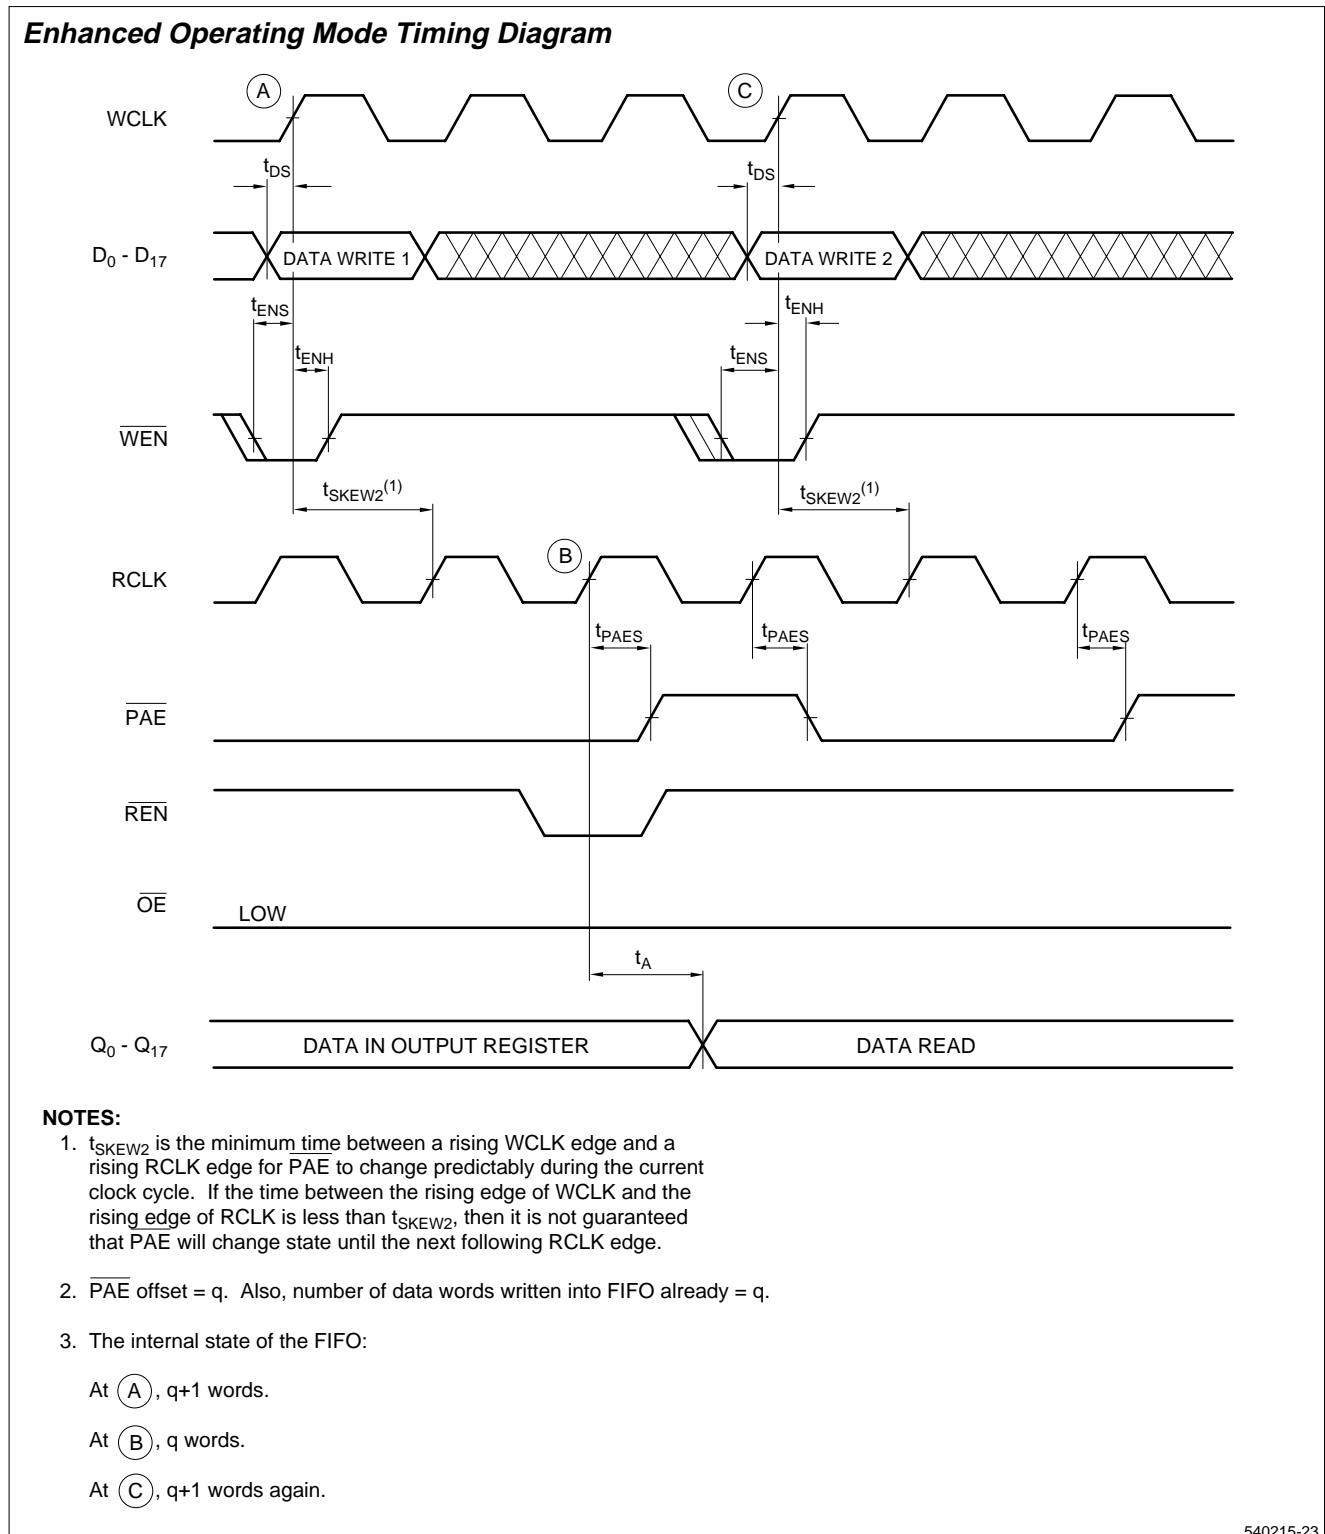 Enhanced Operating Mode Timing Diagram
A
C
WCLK
tDS
tDS
D0 - D17
DATA WRITE 1
DATA WRITE 2
tENS
tENH
tENH
tENS
WEN
tSKEW2(1)
tSKEW2(1)
B
RCLK
tPAES
tPAES
tPAES
PAE
REN
OE
LOW
tA
Q0 - Q17
DATA IN OUTPUT REGISTER
DATA READ
NOTES:
1. tSKEW2 is the minimum time between a rising WCLK edge and a
rising RCLK edge for PAE to change predictably during the current
clock cycle. If the time between the rising edge of WCLK and the
rising edge of RCLK is less than tSKEW2, then it is not guaranteed
that PAE will change state until the next following RCLK edge.
2. PAE offset = q. Also, number of data words written into FIFO already = q.
3. The internal state of the FIFO:
At A, q+1 words.
At B, q words.
At C, q+1 words again.
540215-23